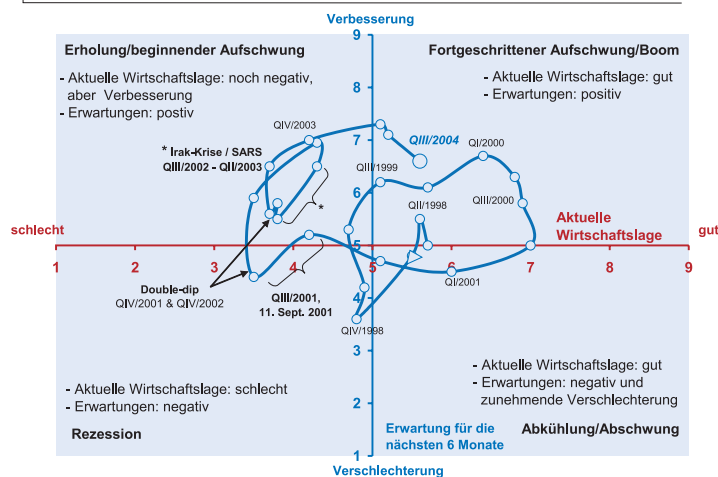 Verbesserung
Erholung/beginnender Aufschwung
- Aktuelle Wirtschaftslage: noch negativ,
aber Verbesserung
- Erwartungen: postiv
Fortgeschrittener Aufschwung/Boom
- Aktuelle Wirtschaftslage: gut
- Erwartungen: positiv
9
8
7
6
5
QIV/2003
* Irak-Krise / SARS
QIII/2002 - QII/2003
*
QIII/2004
QI/2000
QIII/1999
QIII/2000
QII/1998
schlecht
Aktuelle
Wirtschaftslage
gut
1 2 3 4 5 6 7 8 9
Double-dip
QIV/2001 & QIV/2002
QIII/2001,
11. Sept. 2001
QI/2001
QIV/1998
3
2
1
- Aktuelle Wirtschaftslage: schlecht
- Erwartungen: negativ
Rezession
- Aktuelle Wirtschaftslage: gut
- Erwartungen: negativ und
zunehmende Verschlechterung
Abkühlung/Abschwung
Erwartung für die
nächsten 6 Monate
Verschlechterung